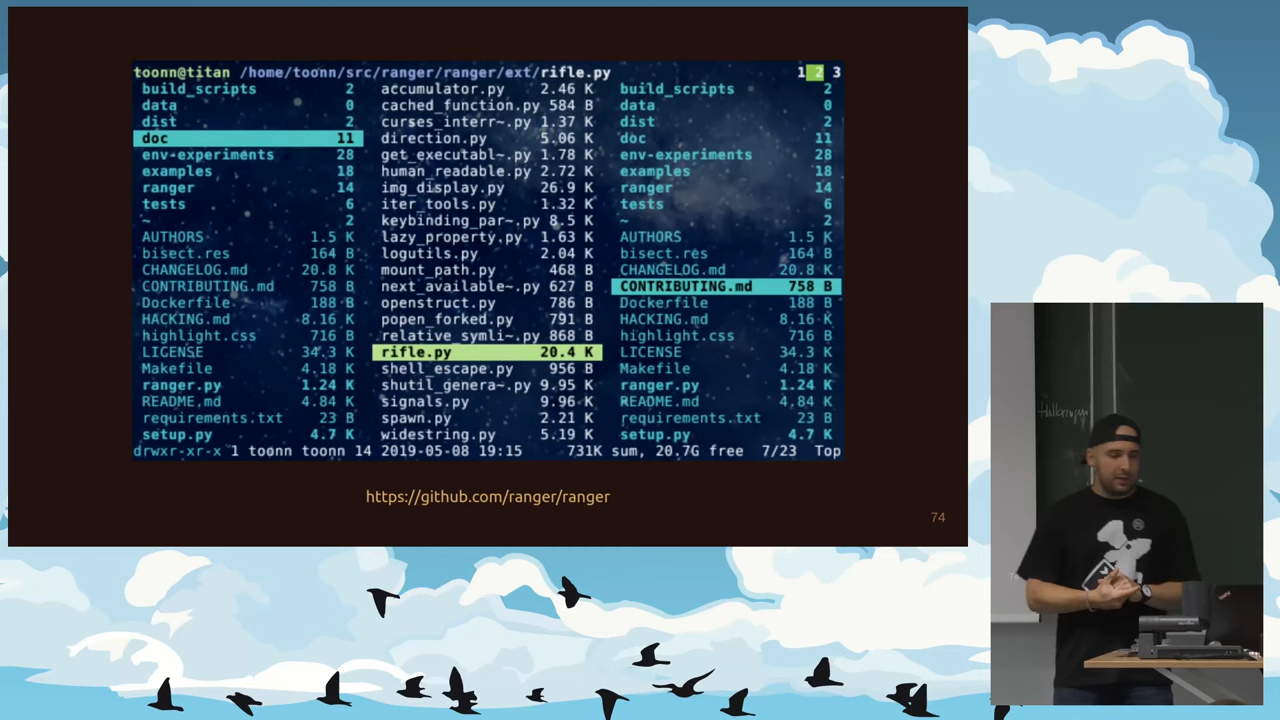 toonn@titan /home/toonn/src/ranger/ranger/ext/rifle.py 1 2 3
build_scripts 2 accumulator.py 2.46 K build_scripts 2
data 0 cached_function.py 584 B data 0
dist 2 curses_interr~.py 1.37 K dist 2
doc 11 direction.py 5.06 K doc 11
env-experiments 28 get_executabl~.py 1.78 K env-experiments 28
examples 18 human_readable.py 2.72 K examples 18
ranger 14 img_display.py 26.9 K ranger 14
tests 6 iter_tools.py 1.32 K tests 6
~ 2 keybinding_par~.py 8.5 K ~ 2
AUTHORS 1.5 K lazy_property.py 1.63 K AUTHORS 1.5 K
bisect.res 164 B logutils.py 2.04 K bisect.res 164 B
CHANGELOG.md 20.8 K mount_path.py 468 B CHANGELOG.md 20.8 K
CONTRIBUTING.md 758 B next_available~.py 627 B CONTRIBUTING.md 758 B
Dockerfile 188 B openstruct.py 786 B Dockerfile 188 B
HACKING.md 8.16 K popen_forked.py 791 B HACKING.md 8.16 K
highlight.css 716 B relative_symli~.py 868 B highlight.css 716 B
LICENSE 34.3 K rifle.py 20.4 K LICENSE 34.3 K
Makefile 4.18 K shell_escape.py 956 B Makefile 4.18 K
ranger.py 1.24 K shutil_genera~.py 9.95 K ranger.py 1.24 K
README.md 4.84 K signals.py 9.96 K README.md 4.84 K
requirements.txt 23 B spawn.py 2.21 K requirements.txt 23 B
setup.py 4.7 K widestring.py 5.19 K setup.py 4.7 K
drwxr-xr-x 1 toonn toonn 14 2019-05-08 19:15 731K sum, 20.7G free 7/23 Top
https://github.com/ranger/ranger
74